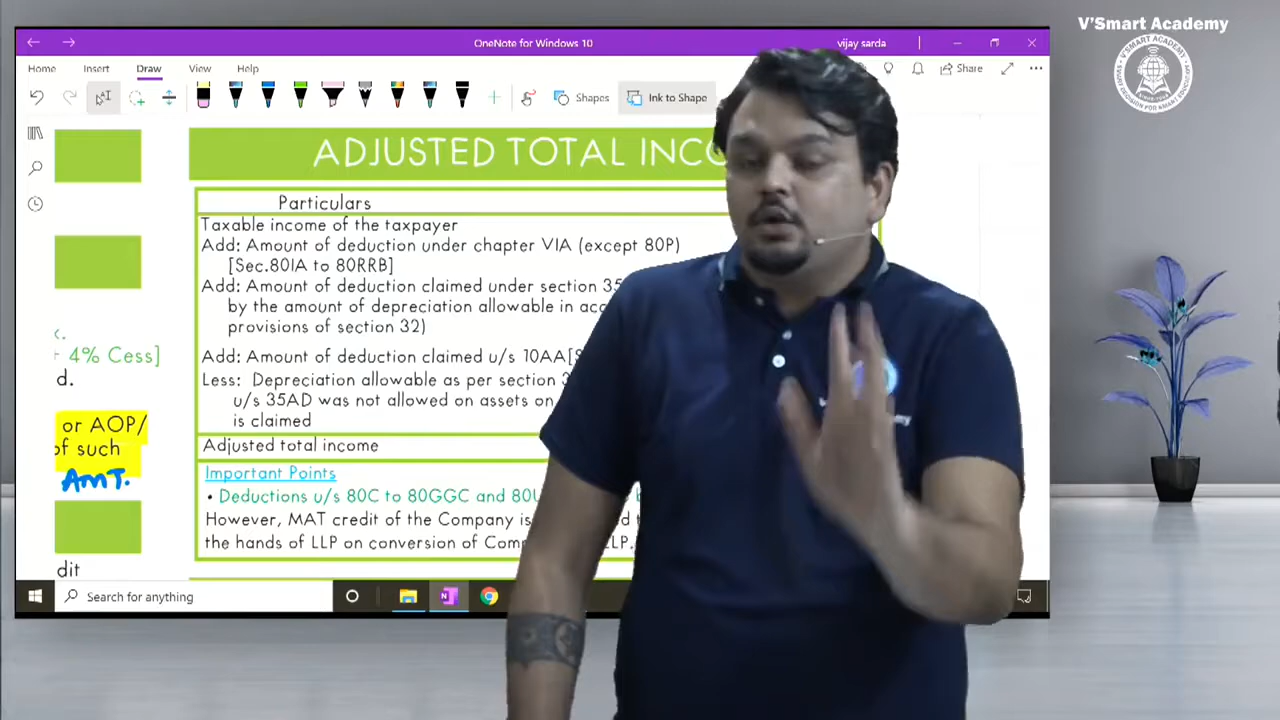 V'Smart Academy
OneNote for Windows 10
vijay sarda
Home Insert Draw View Help
Share
Shapes
Ink to Shape
ADJUSTED TOTAL INCO
Particulars
Taxable income of the taxpayer
Add: Amount of deduction under chapter VIA (except 80P)
[Sec.80IA to 80RRB]
Add: Amount of deduction claimed under section 35
by the amount of depreciation allowable in acc
provisions of section 32)
Add: Amount of deduction claimed u/s 10AA[S
Less: Depreciation allowable as per section 3
u/s 35AD was not allowed on assets on
is claimed
Adjusted total income
Important Points
• Deductions u/s 80C to 80GGC and 80U
However, MAT credit of the Company is
the hands of LLP on conversion of Comp LLP.
4% Cess]
d.
or AOP/
of such
AMT.
dit
Search for anything